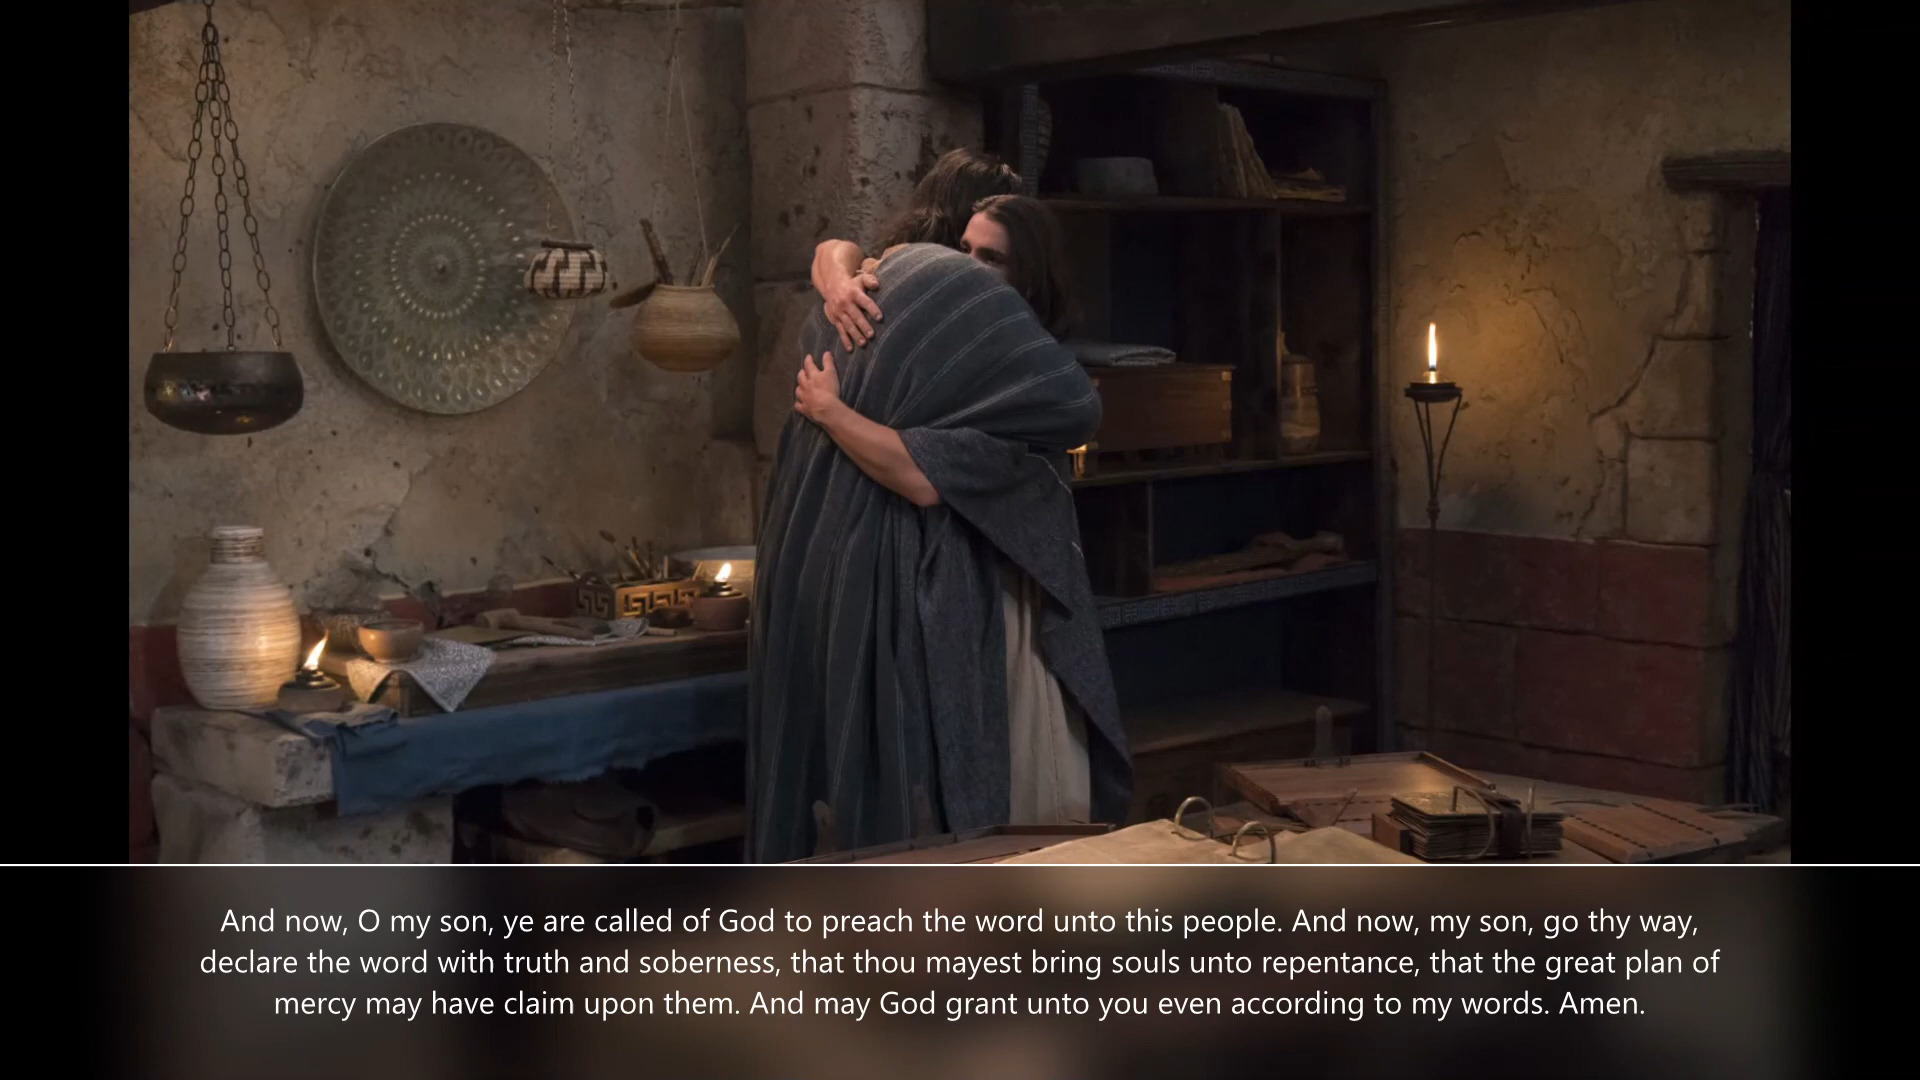 And now, O my son, ye are called of God to preach the word unto this people. And now, my son, go thy way,
declare the word with truth and soberness, that thou mayest bring souls unto repentance, that the great plan of
mercy may have claim upon them. And may God grant unto you even according to my words. Amen.